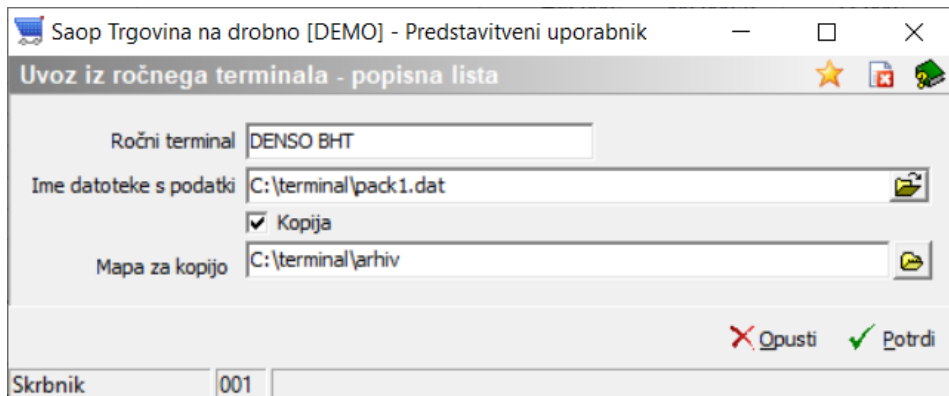 Saop Trgovina na drobno [DEMO] - Predstavitveni uporabnik
Uvoz iz ročnega terminala - popisna lista
Ročni terminal DENSO BHT
Ime datoteke s podatki C:\terminal\pack1.dat
Kopija
Mapa za kopijo C:\terminal\arhiv
Opusti Potrdi
Skrbnik 001